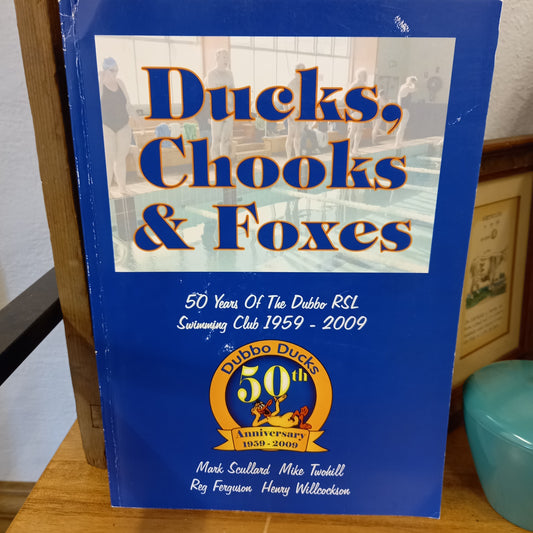 Ducks,
Chooks
& Foxes
50 Years Of The Dubbo RSL
Swimming Club 1959 - 2009
Dubbo Ducks
50th
Anniversary
1959-2009
Mark Scullard Mike Twohill
Reg Ferguson Henry Willcockson